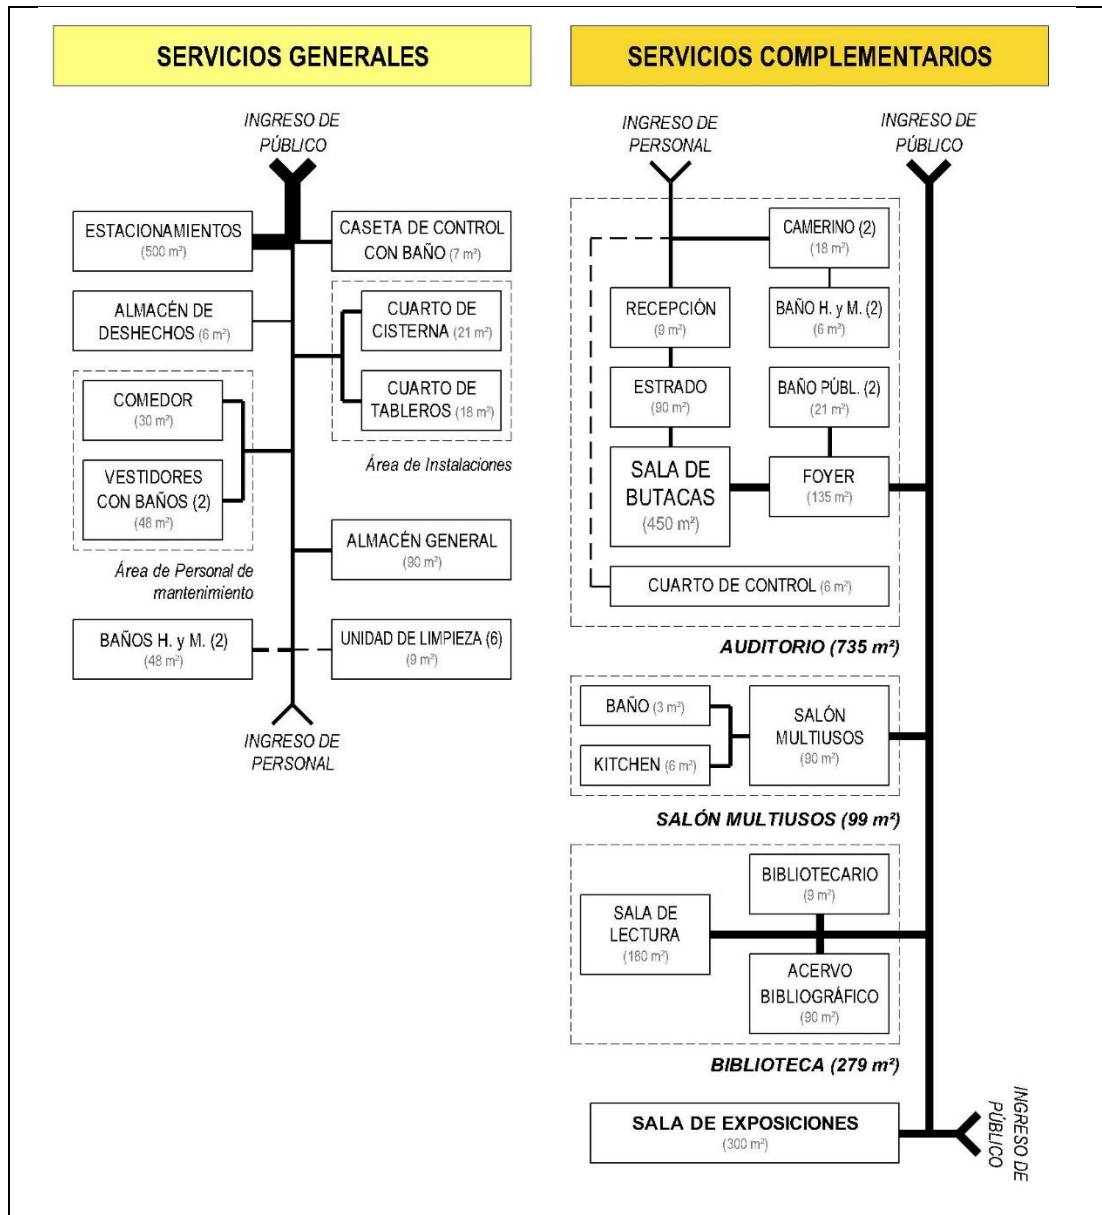 SERVICIOS GENERALES
INGRESO DE
PÚBLICO
ESTACIONAMIENTOS
(500 m²)
CASETA DE CONTROL
CON BAÑO (7 m²)
ALMACÉN DE
DESHECHOS (6 m²)
CUARTO DE
CISTERNA (21 m²)
CUARTO DE
TABLEROS (18 m²)
Área de Instalaciones
COMEDOR
(30 m²)
VESTIDORES
CON BAÑOS (2)
(48 m²)
Área de Personal de
mantenimiento
ALMACÉN GENERAL
(90 m²)
BAÑOS H. y M. (2)
(48 m²)
UNIDAD DE LIMPIEZA (6)
(9 m²)
INGRESO DE
PERSONAL
SERVICIOS COMPLEMENTARIOS
INGRESO DE
PERSONAL
INGRESO DE
PÚBLICO
CAMERINO (2)
(18 m²)
RECEPCIÓN
(9 m²)
BAÑO H. y M. (2)
(6 m²)
ESTRADO
(90 m²)
BAÑO PÚBL. (2)
(21 m²)
SALA DE
BUTACAS
(450 m²)
FOYER
(135 m²)
CUARTO DE CONTROL (6 m²)
AUDITORIO (735 m²)
BAÑO (3 m²)
KITCHEN (6 m²)
SALÓN
MULTIUSOS
(90 m²)
SALÓN MULTIUSOS (99 m²)
BIBLIOTECARIO
(9 m²)
SALA DE
LECTURA
(180 m²)
ACERVO
BIBLIOGRÁFICO
(90 m²)
BIBLIOTECA (279 m²)
SALA DE EXPOSICIONES
(300 m²)
INGRESO DE
PÚBLICO